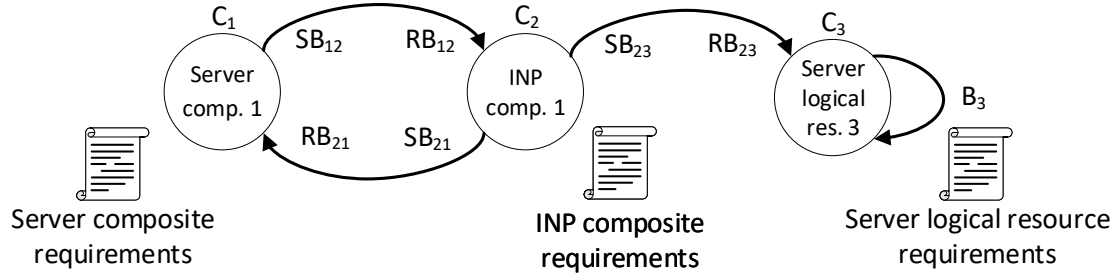 C₁
C₂
C₃
SB₁₂
RB₁₂
SB₂₃
RB₂₃
Server
comp. 1
INP
comp. 1
Server
logical
res. 3
B₃
RB₂₁
SB₂₁
Server composite
requirements
INP composite
requirements
Server logical resource
requirements